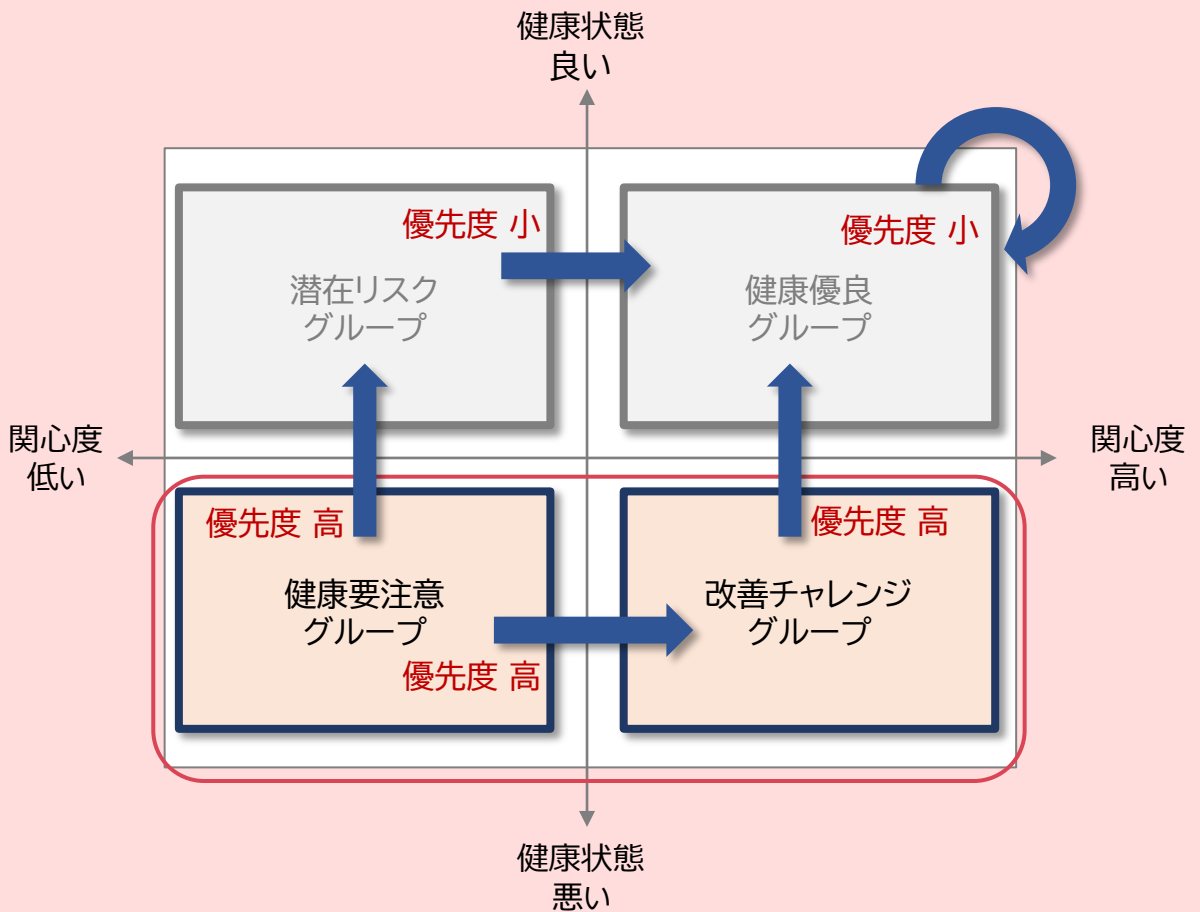 健康状態
良い
優先度 小
潜在リスク
グループ
優先度 小
健康優良
グループ
関心度
低い
関心度
高い
優先度 高
健康要注意
グループ
優先度 高
優先度 高
改善チャレンジ
グループ
健康状態
悪い